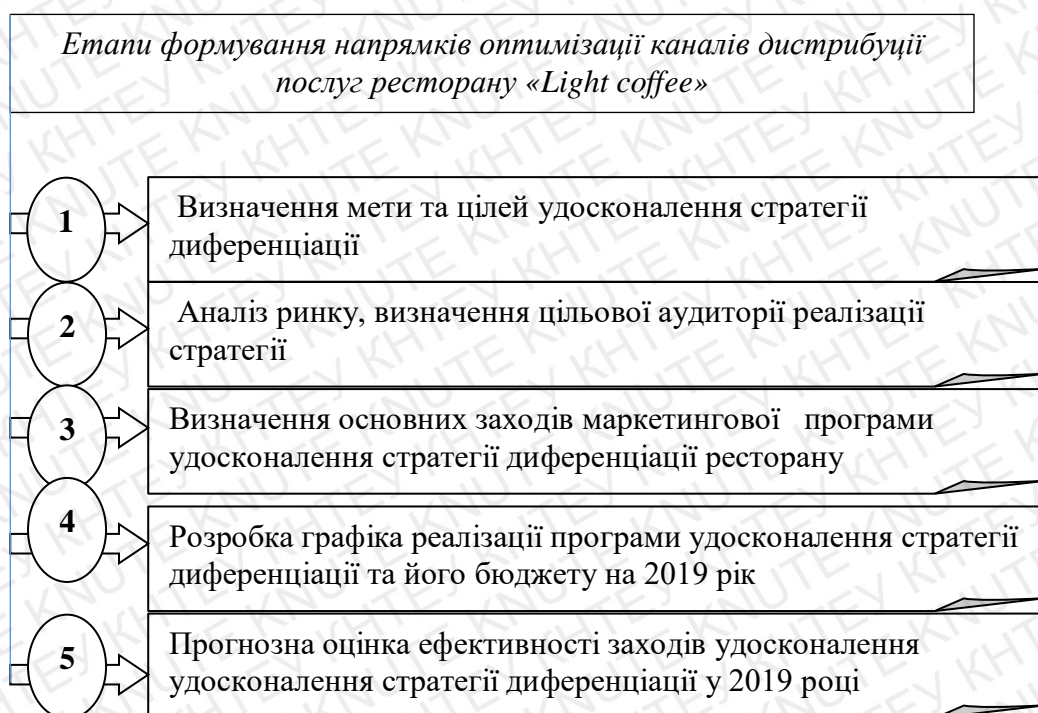 Етапи формування напрямків оптимізації каналів дистрибуції
послуг ресторану «Light coffee»
1
Визначення мети та цілей удосконалення стратегії
диференціації
2
Аналіз ринку, визначення цільової аудиторії реалізації
стратегії
3
Визначення основних заходів маркетингової програми
удосконалення стратегії диференціації ресторану
4
Розробка графіка реалізації програми удосконалення стратегії
диференціації та його бюджету на 2019 рік
5
Прогнозна оцінка ефективності заходів удосконалення
удосконалення стратегії диференціації у 2019 році